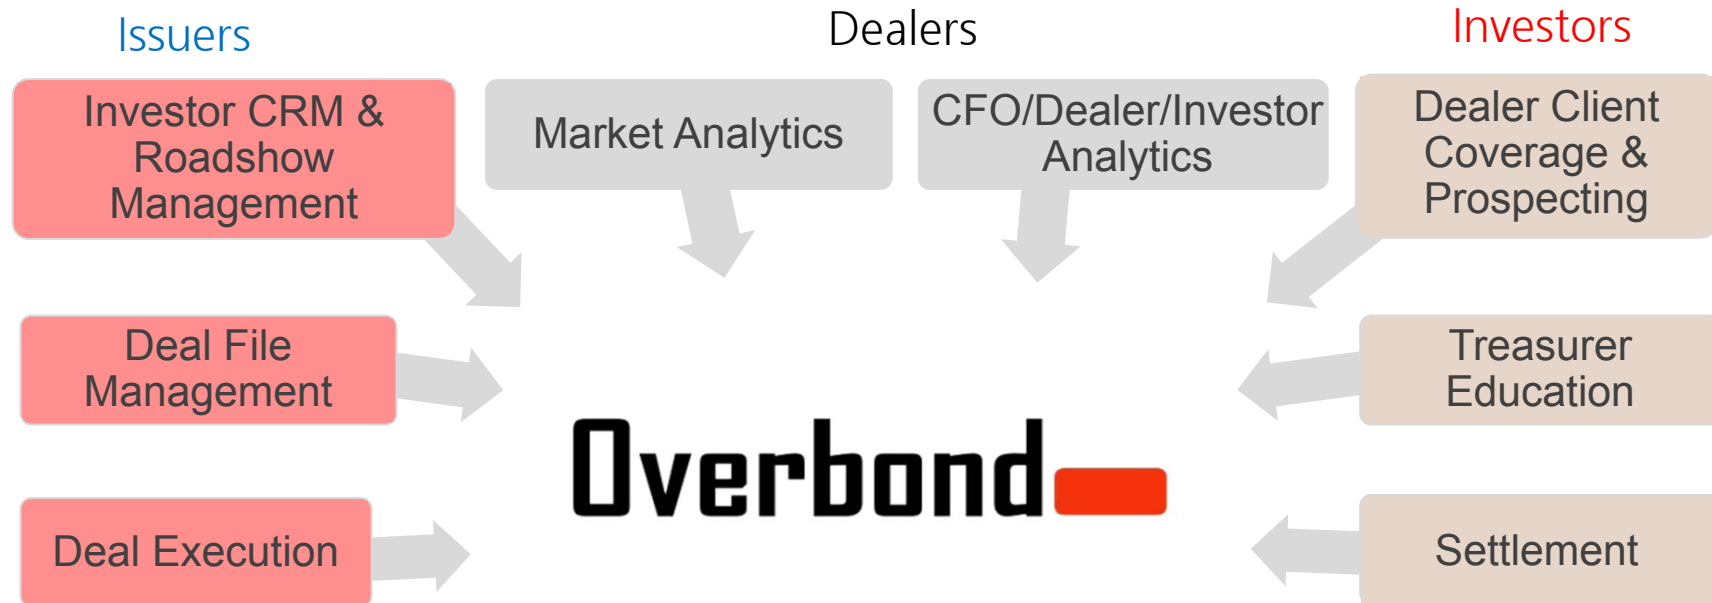 Issuers
Dealers
Investors
Investor CRM &
Roadshow
Management
Market Analytics
CFO/Dealer/Investor
Analytics
Dealer Client
Coverage &
Prospecting
Deal File
Management
Treasurer
Education
Overbond
Deal Execution
Settlement